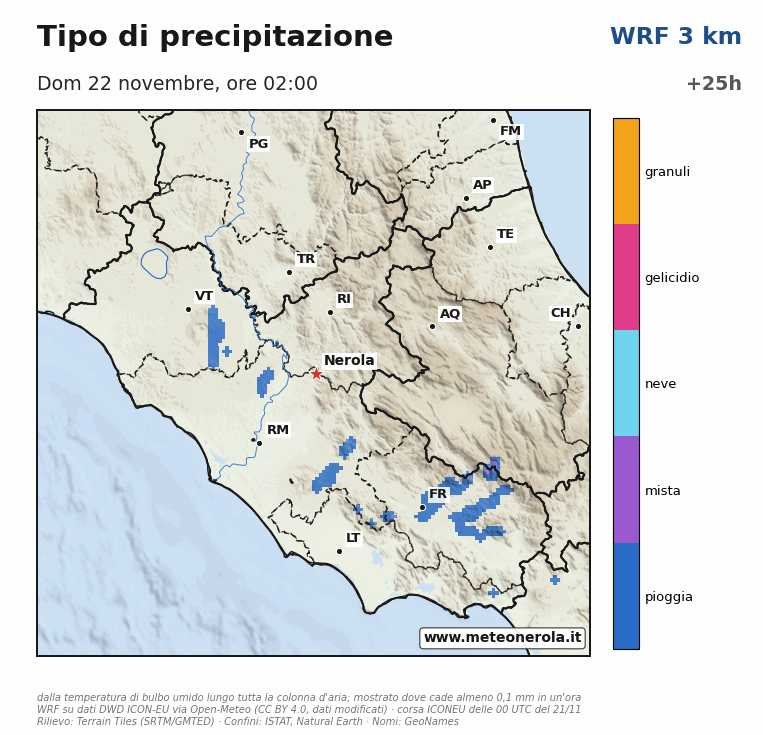 Tipo di precipitazione
WRF 3 km
Dom 22 novembre, ore 02:00
+25h
FM
PG
AP
TE
TR
VT
RI
AQ
CH
Nerola
RM
FR
LT
www.meteonerola.it
granuli
gelicidio
neve
mista
pioggia
dalla temperatura di bulbo umido lungo tutta la colonna d'aria; mostrato dove cade almeno 0,1 mm in un'ora
WRF su dati DWD ICON-EU via Open-Meteo (CC BY 4.0, dati modificati) · corsa ICONEU delle 00 UTC del 21/11
Rilievo: Terrain Tiles (SRTM/GMTED) · Confini: ISTAT, Natural Earth · Nomi: GeoNames